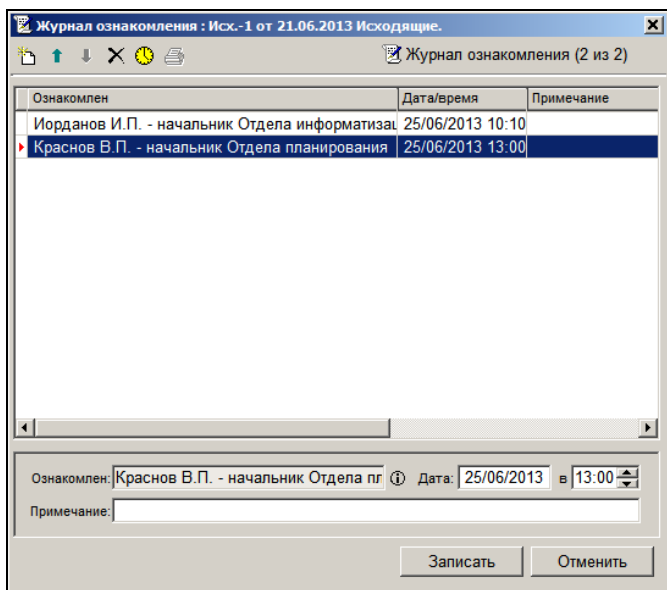 Журнал ознакомления : Исх.-1 от 21.06.2013 Исходящие.
Журнал ознакомления (2 из 2)
Ознакомлен Дата/время Примечание
Иорданов И.П. - начальник Отдела информатизац 25/06/2013 10:10
Краснов В.П. - начальник Отдела планирования 25/06/2013 13:00
Ознакомлен: Краснов В.П. - начальник Отдела пл Дата: 25/06/2013 в 13:00
Примечание:
Записать Отменить